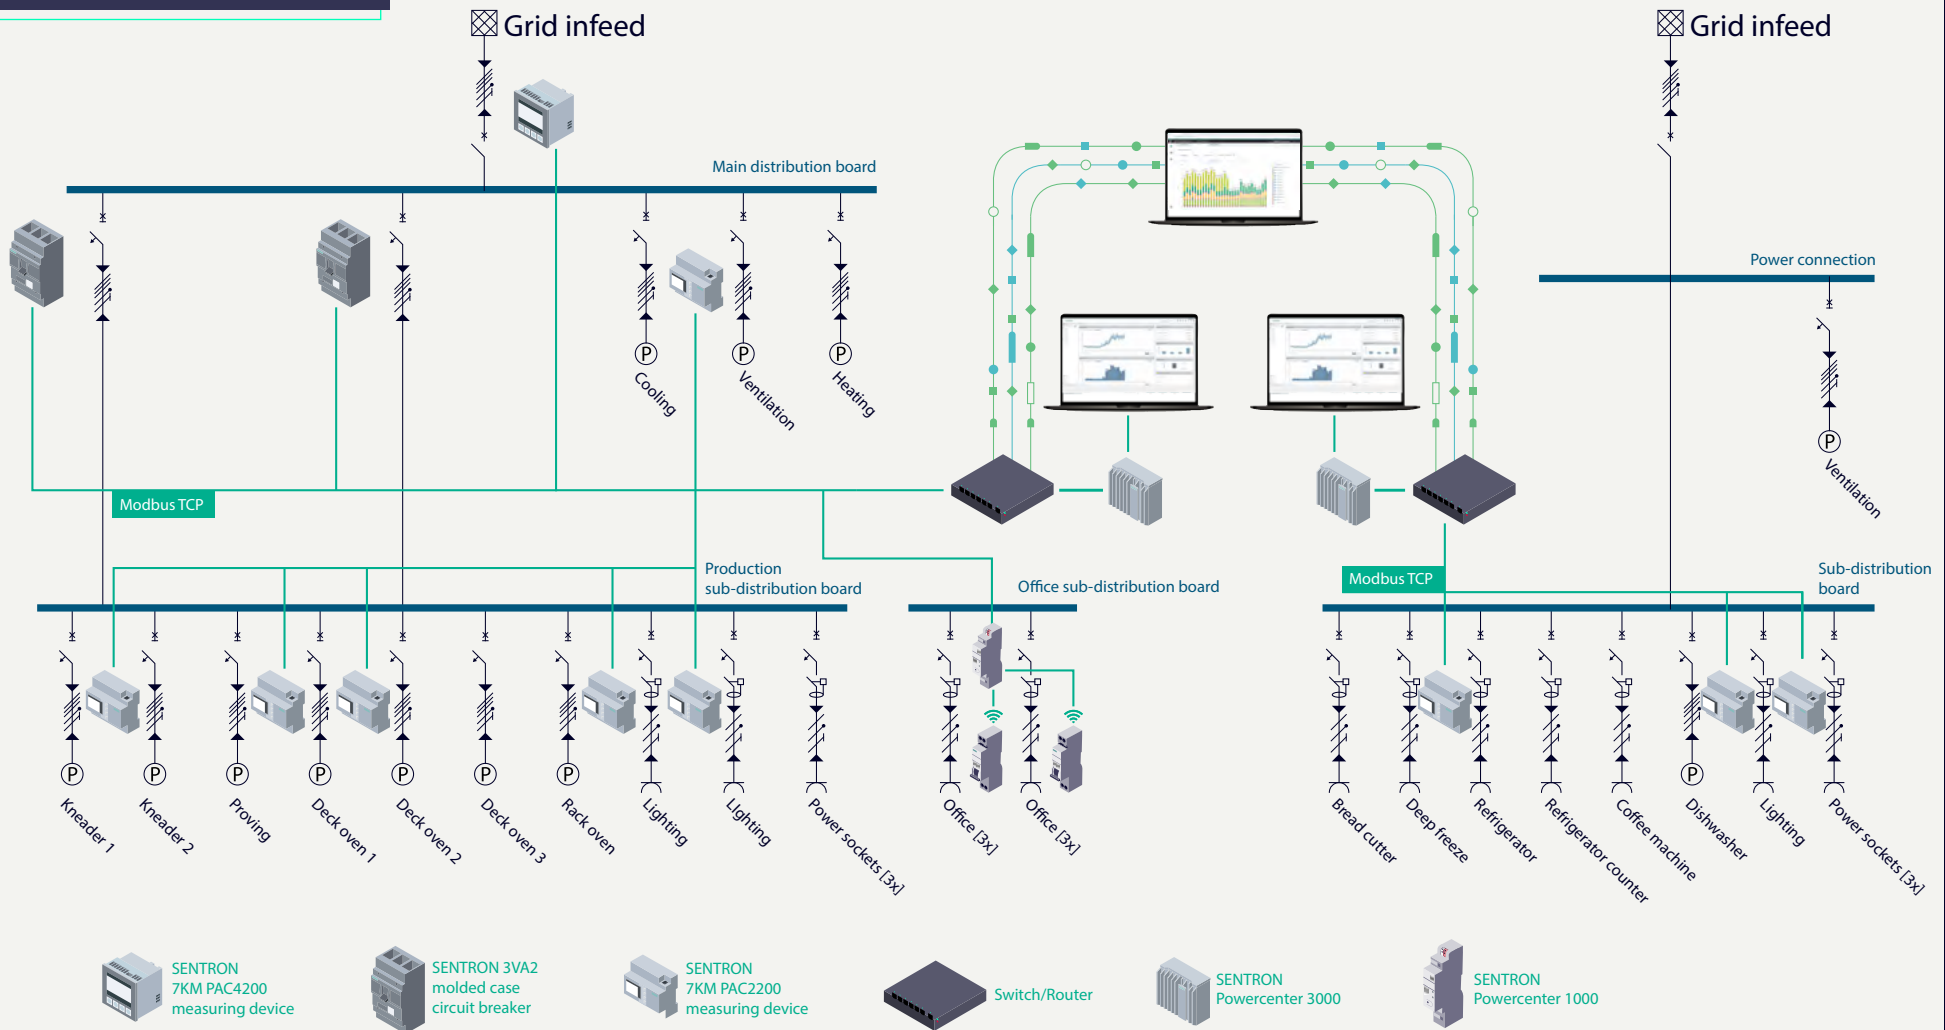 Grid infeed
Grid infeed
Main distribution board
Power connection
P
Cooling
P
Ventilation
P
Heating
P
Ventilation
Modbus TCP
Production
sub-distribution board
Office sub-distribution board
Modbus TCP
Sub-distribution
board
P
Kneader 1
P
Kneader 2
P
Proving
P
Deck oven 1
P
Deck oven 2
P
Deck oven 3
P
Rack oven
Lighting
LIghting
Power sockets [3x]
Office [3x]
Office [3x]
Bread cutter
Deep freeze
Refrigerator
Refrigerator counter
Coffee machine
P
Dishwasher
Lighting
Power sockets [3x]
SENTRON
7KM PAC4200
measuring device
SENTRON 3VA2
molded case
circuit breaker
SENTRON
7KM PAC2200
measuring device
Switch/Router
SENTRON
Powercenter 3000
SENTRON
Powercenter 1000